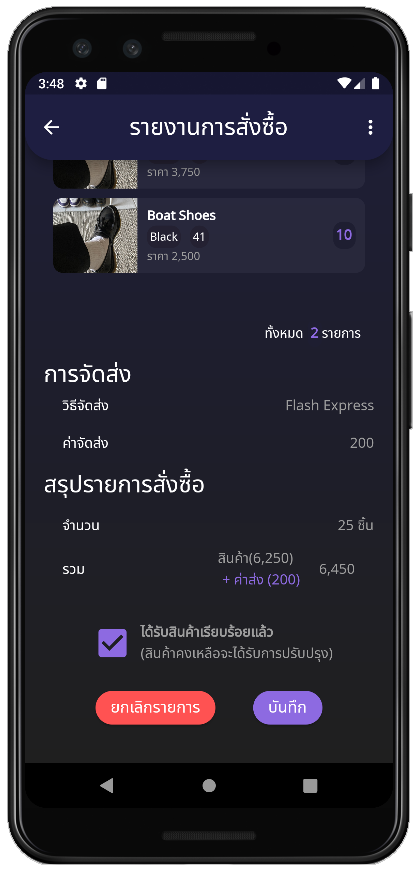 3:48
รายงานการสั่งซื้อ
ราคา 3,750
Boat Shoes
Black 41
10
ราคา 2,500
ทั้งหมด 2 รายการ
การจัดส่ง
วิธีจัดส่ง Flash Express
ค่าจัดส่ง 200
สรุปรายการสั่งซื้อ
จำนวน 25 ชิ้น
รวม สินค้า(6,250) 6,450
+ ค่าส่ง (200)
ได้รับสินค้าเรียบร้อยแล้ว
(สินค้าคงเหลือจะได้รับการปรับปรุง)
ยกเลิกรายการ บันทึก